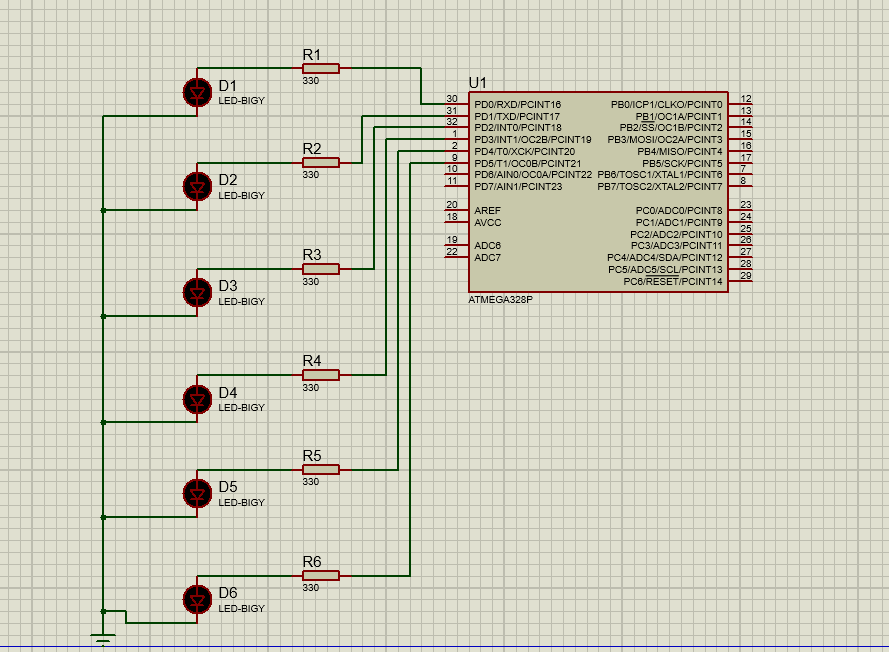 R1
330
D1
LED-BIGY
R2
330
D2
LED-BIGY
R3
330
D3
LED-BIGY
R4
330
D4
LED-BIGY
R5
330
D5
LED-BIGY
R6
330
D6
LED-BIGY
U1
30 PD0/RXD/PCINT16 PB0/ICP1/CLKO/PCINT0 12
31 PD1/TXD/PCINT17 PB1/OC1A/PCINT1 13
32 PD2/INT0/PCINT18 PB2/SS/OC1B/PCINT2 14
1 PD3/INT1/OC2B/PCINT19 PB3/MOSI/OC2A/PCINT3 15
2 PD4/T0/XCK/PCINT20 PB4/MISO/PCINT4 16
9 PD5/T1/OC0B/PCINT21 PB5/SCK/PCINT5 17
10 PD6/AIN0/OC0A/PCINT22 PB6/TOSC1/XTAL1/PCINT6 7
11 PD7/AIN1/PCINT23 PB7/TOSC2/XTAL2/PCINT7 8
20 AREF PC0/ADC0/PCINT8 23
18 AVCC PC1/ADC1/PCINT9 24
PC2/ADC2/PCINT10 25
19 ADC6 PC3/ADC3/PCINT11 26
22 ADC7 PC4/ADC4/SDA/PCINT12 27
PC5/ADC5/SCL/PCINT13 28
PC6/RESET/PCINT14 29
ATMEGA328P